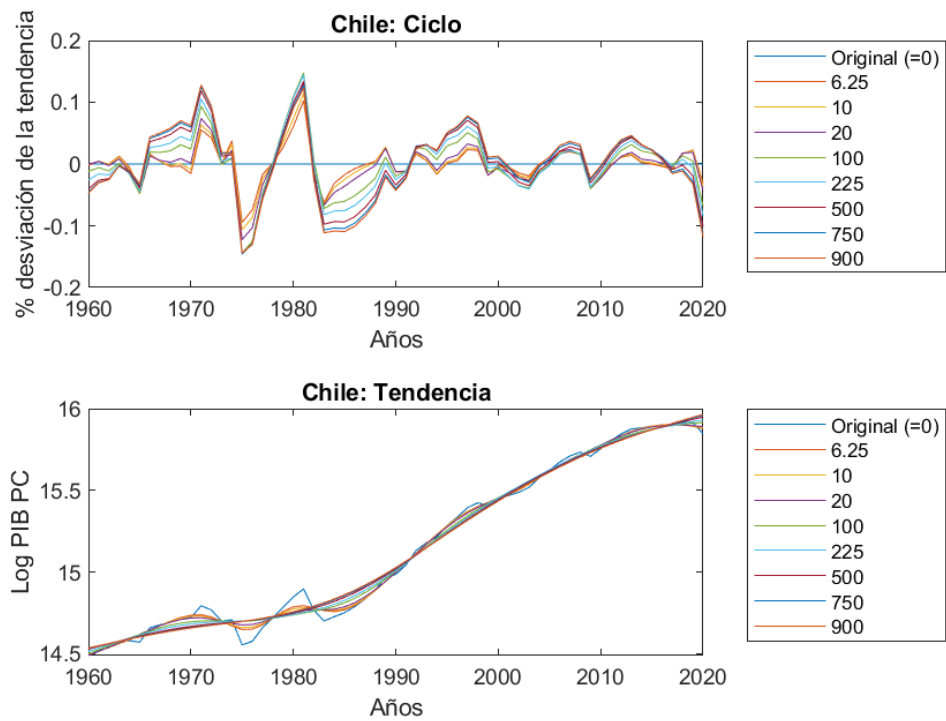 Chile: Ciclo
% desviación de la tendencia
0.2
0.1
0
-0.1
-0.2
1960 1970 1980 1990 2000 2010 2020
Años
Original (=0)
6.25
10
20
100
225
500
750
900
Chile: Tendencia
Log PIB PC
16
15.5
15
14.5
1960 1970 1980 1990 2000 2010 2020
Años
Original (=0)
6.25
10
20
100
225
500
750
900